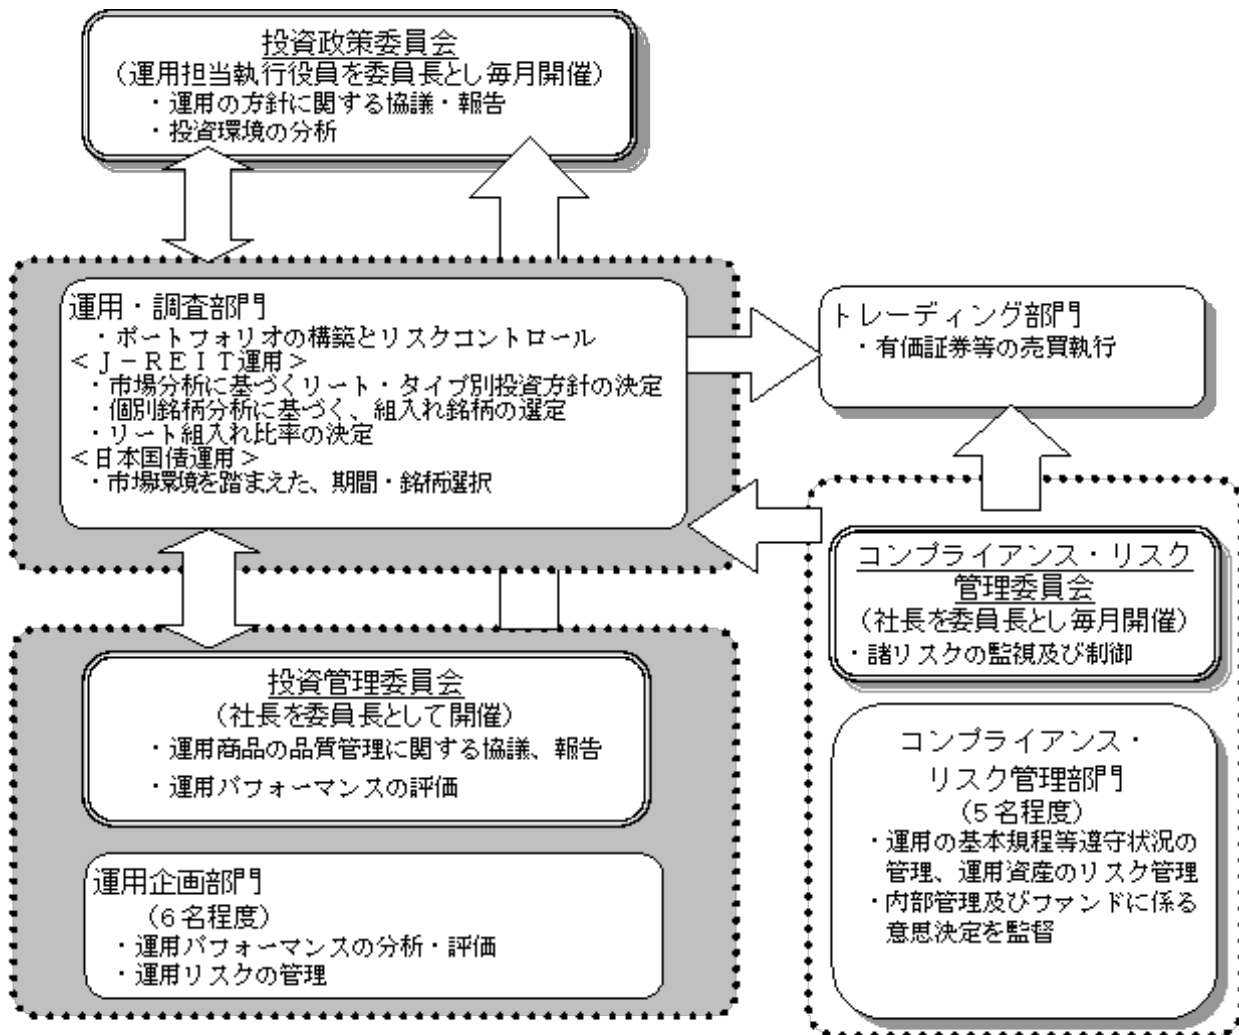 投資政策委員会
(運用担当執行役員を委員長とし毎月開催)
・運用の方針に関する協議・報告
・投資環境の分析
運用・調査部門
・ポートフォリオの構築とリスクコントロール
<J-REIT運用>
・市場分析に基づくリート・タイプ別投資方針の決定
・個別銘柄分析に基づく、組入れ銘柄の選定
・リート組入れ比率の決定
<日本国債運用>
・市場環境を踏まえた、期間・銘柄選択
トレーディング部門
・有価証券等の売買執行
投資管理委員会
(社長を委員長として開催)
・運用商品の品質管理に関する協議、報告
・運用パフォーマンスの評価
運用企画部門
(6名程度)
・運用パフォーマンスの分析・評価
・運用リスクの管理
コンプライアンス・リスク
管理委員会
(社長を委員長とし毎月開催)
・諸リスクの監視及び制御
コンプライアンス・
リスク管理部門
(5名程度)
・運用の基本規程等遵守状況の
管理、運用資産のリスク管理
・内部管理及びファンドに係る
意思決定を監督